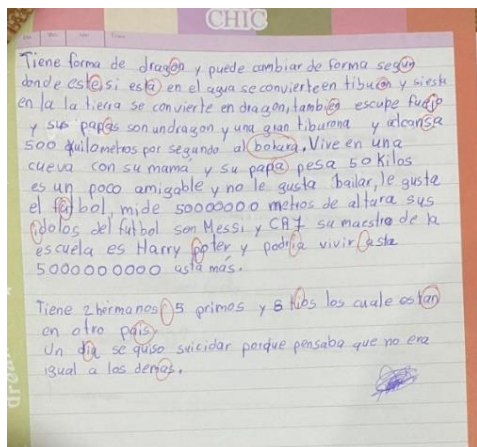 CHIC
Tiene forma de dragon y puede cambiar de forma segun
donde este, si esta en el agua se convierte en tiburon y si esta
en la la tierra se convierte en dragon, tambien escupe fuejo
y sus papas son un dragon y una gran tiburona y alcansa
500 quilometros por segundo al botara. Vive en una
cueva con su mamá y su papa pesa 50 kilos
es un poco amigable y no le gusta bailar, le gusta
el futbol, mide 50000000 metros de altara sus
idolos del futbol son Messi y CR7 su maestro de la
escuela es Harry poter y podria vivir asta
5000000000 asta más.
Tiene 2 hermanos 5 primos y 8 tios los cuale estan
en otro pais.
Un dia se quiso suicidar porque pensaba que no era
igual a los demas.